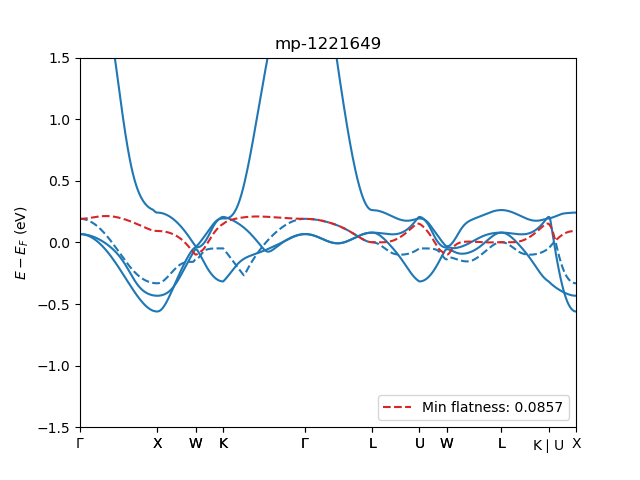 mp-1221649
E − E_F (eV)
1.5
1.0
0.5
0.0
−0.5
−1.0
−1.5
Min flatness: 0.0857
Γ X W K Γ L U W L K | U X